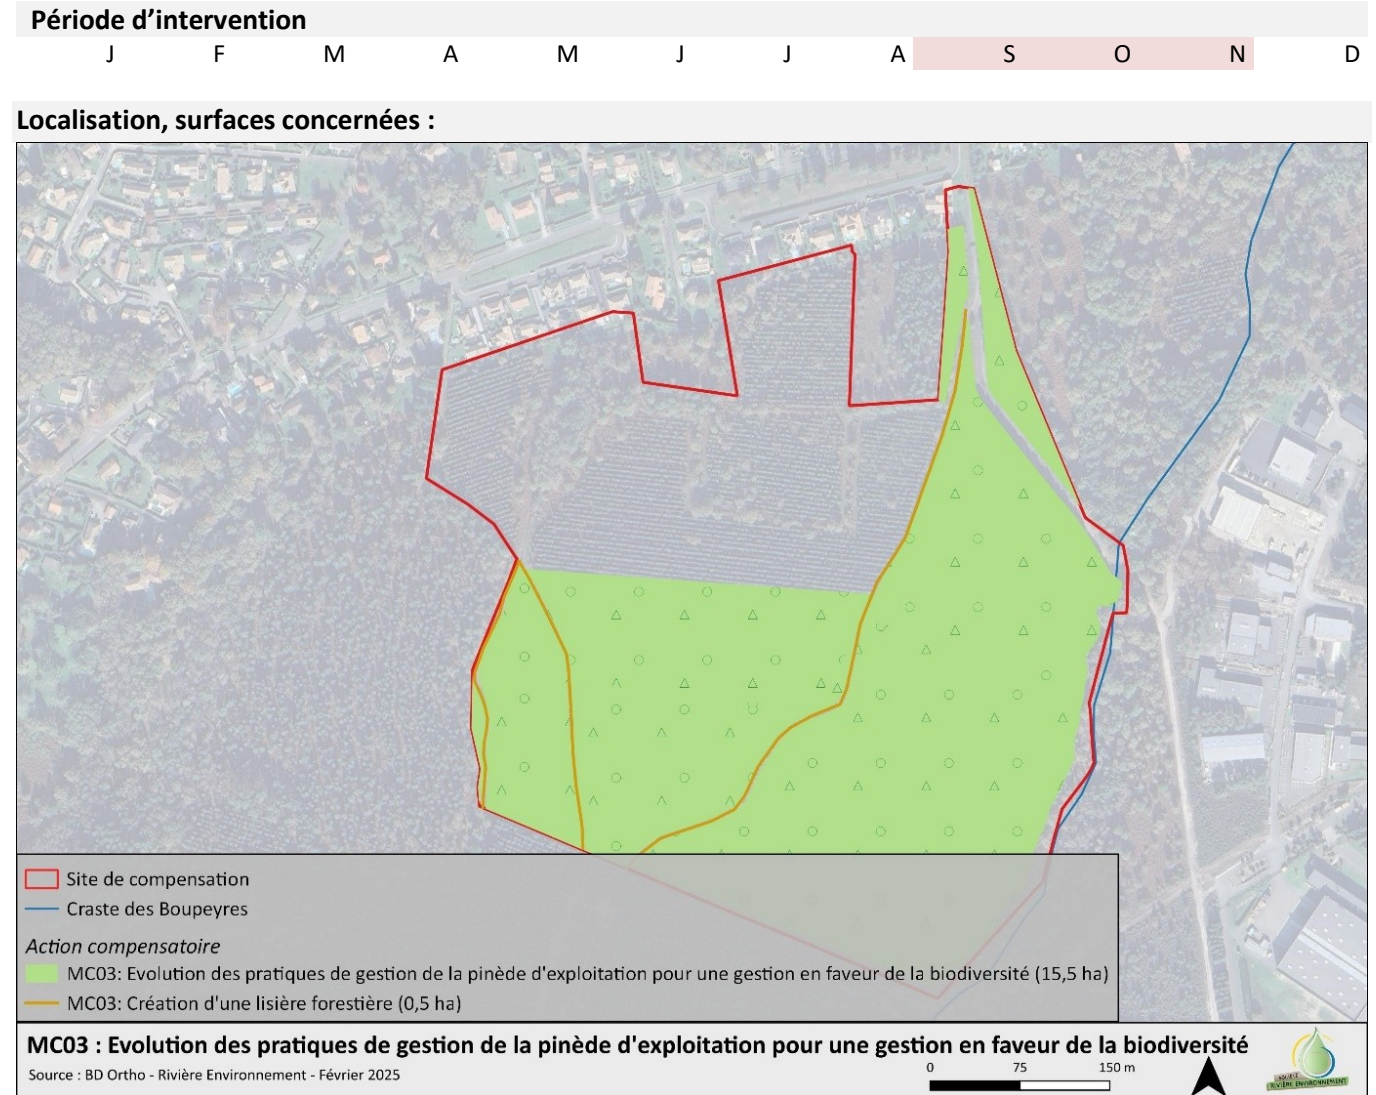 Période d’intervention
J F M A M J J A S O N D
Localisation, surfaces concernées :
Site de compensation
Craste des Boupeyres
Action compensatoire
MC03: Evolution des pratiques de gestion de la pinède d'exploitation pour une gestion en faveur de la biodiversité (15,5 ha)
MC03: Création d'une lisière forestière (0,5 ha)
MC03 : Evolution des pratiques de gestion de la pinède d'exploitation pour une gestion en faveur de la biodiversité
Source : BD Ortho - Rivière Environnement - Février 2025
0 75 150 m
RIVIÈRE ENVIRONNEMENT